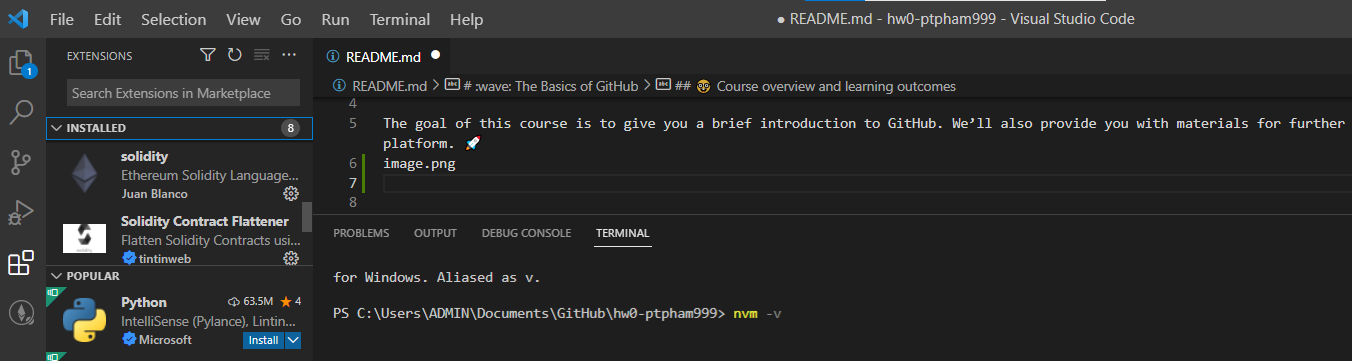 File Edit Selection View Go Run Terminal Help
● README.md - hw0-ptpham999 - Visual Studio Code
1
EXTENSIONS
Search Extensions in Marketplace
INSTALLED 8
solidity
Ethereum Solidity Language...
Juan Blanco
Solidity Contract Flattener
Flatten Solidity Contracts usi...
tintinweb
POPULAR
Python 63.5M ★ 4
IntelliSense (Pylance), Lintin...
Microsoft Install
README.md ●
README.md > # :wave: The Basics of GitHub > ## 🤓 Course overview and learning outcomes
4
5 The goal of this course is to give you a brief introduction to GitHub. We’ll also provide you with materials for further
platform. 🚀
6 image.png
7
8
PROBLEMS OUTPUT DEBUG CONSOLE TERMINAL
for Windows. Aliased as v.
PS C:\Users\ADMIN\Documents\GitHub\hw0-ptpham999> nvm -v